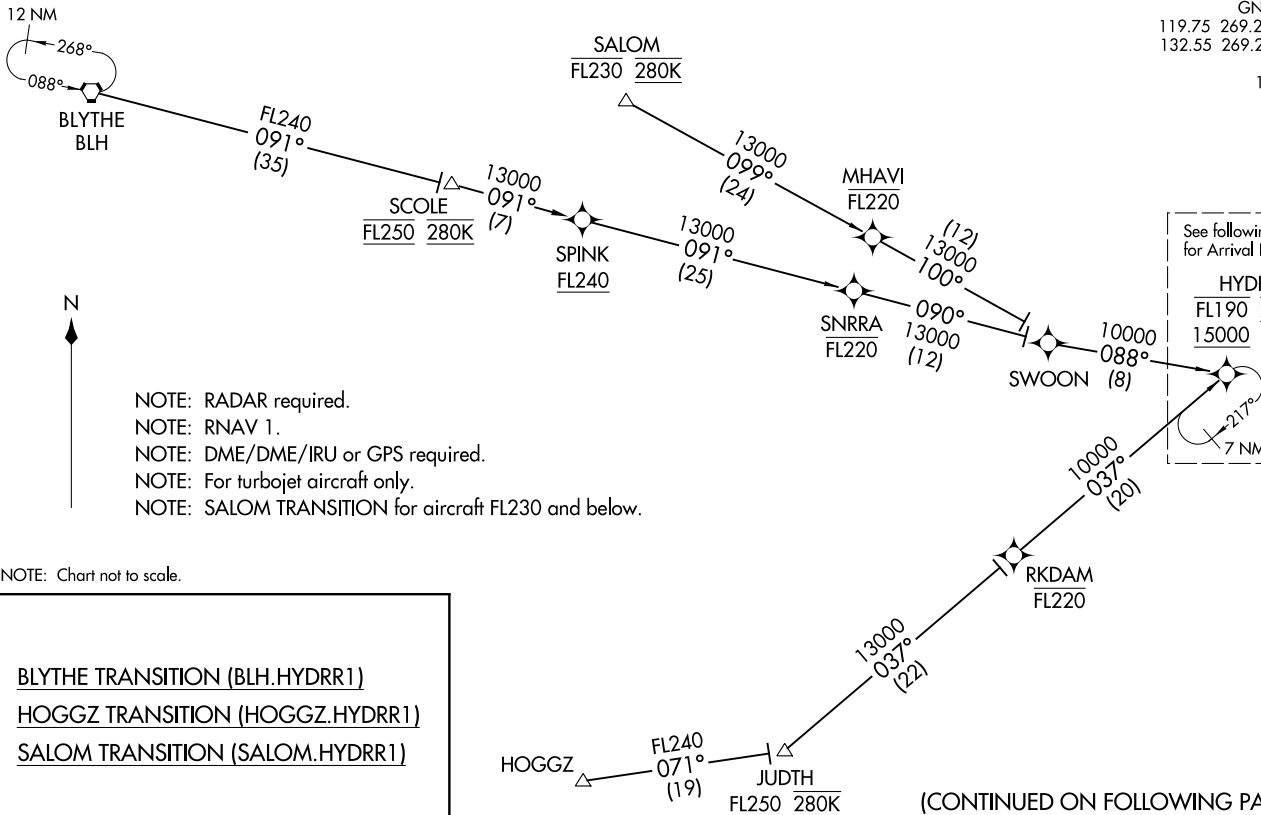 12 NM
268°
088°
BLYTHE
BLH
FL240
091°
(35)
SCOLE
FL250 280K
13000
091°
(7)
SPINK
FL240
13000
091°
(25)
SNRRA
FL220
090°
13000
(12)
SALOM
FL230 280K
13000
099°
(24)
MHAVI
FL220
(12)
13000
100°
SWOON
10000
088°
(8)
119.75 269.2
132.55 269.2
See followin
for Arrival
FL190
15000
217°
7 NM
10000
037°
(20)
RKDAM
FL220
13000
037°
(22)
HOGGZ
FL240
071°
(19)
JUDTH
FL250 280K
N
NOTE: RADAR required.
NOTE: RNAV 1.
NOTE: DME/DME/IRU or GPS required.
NOTE: For turbojet aircraft only.
NOTE: SALOM TRANSITION for aircraft FL230 and below.
NOTE: Chart not to scale.
BLYTHE TRANSITION (BLH.HYDRR1)
HOGGZ TRANSITION (HOGGZ.HYDRR1)
SALOM TRANSITION (SALOM.HYDRR1)
(CONTINUED ON FOLLOWING PA